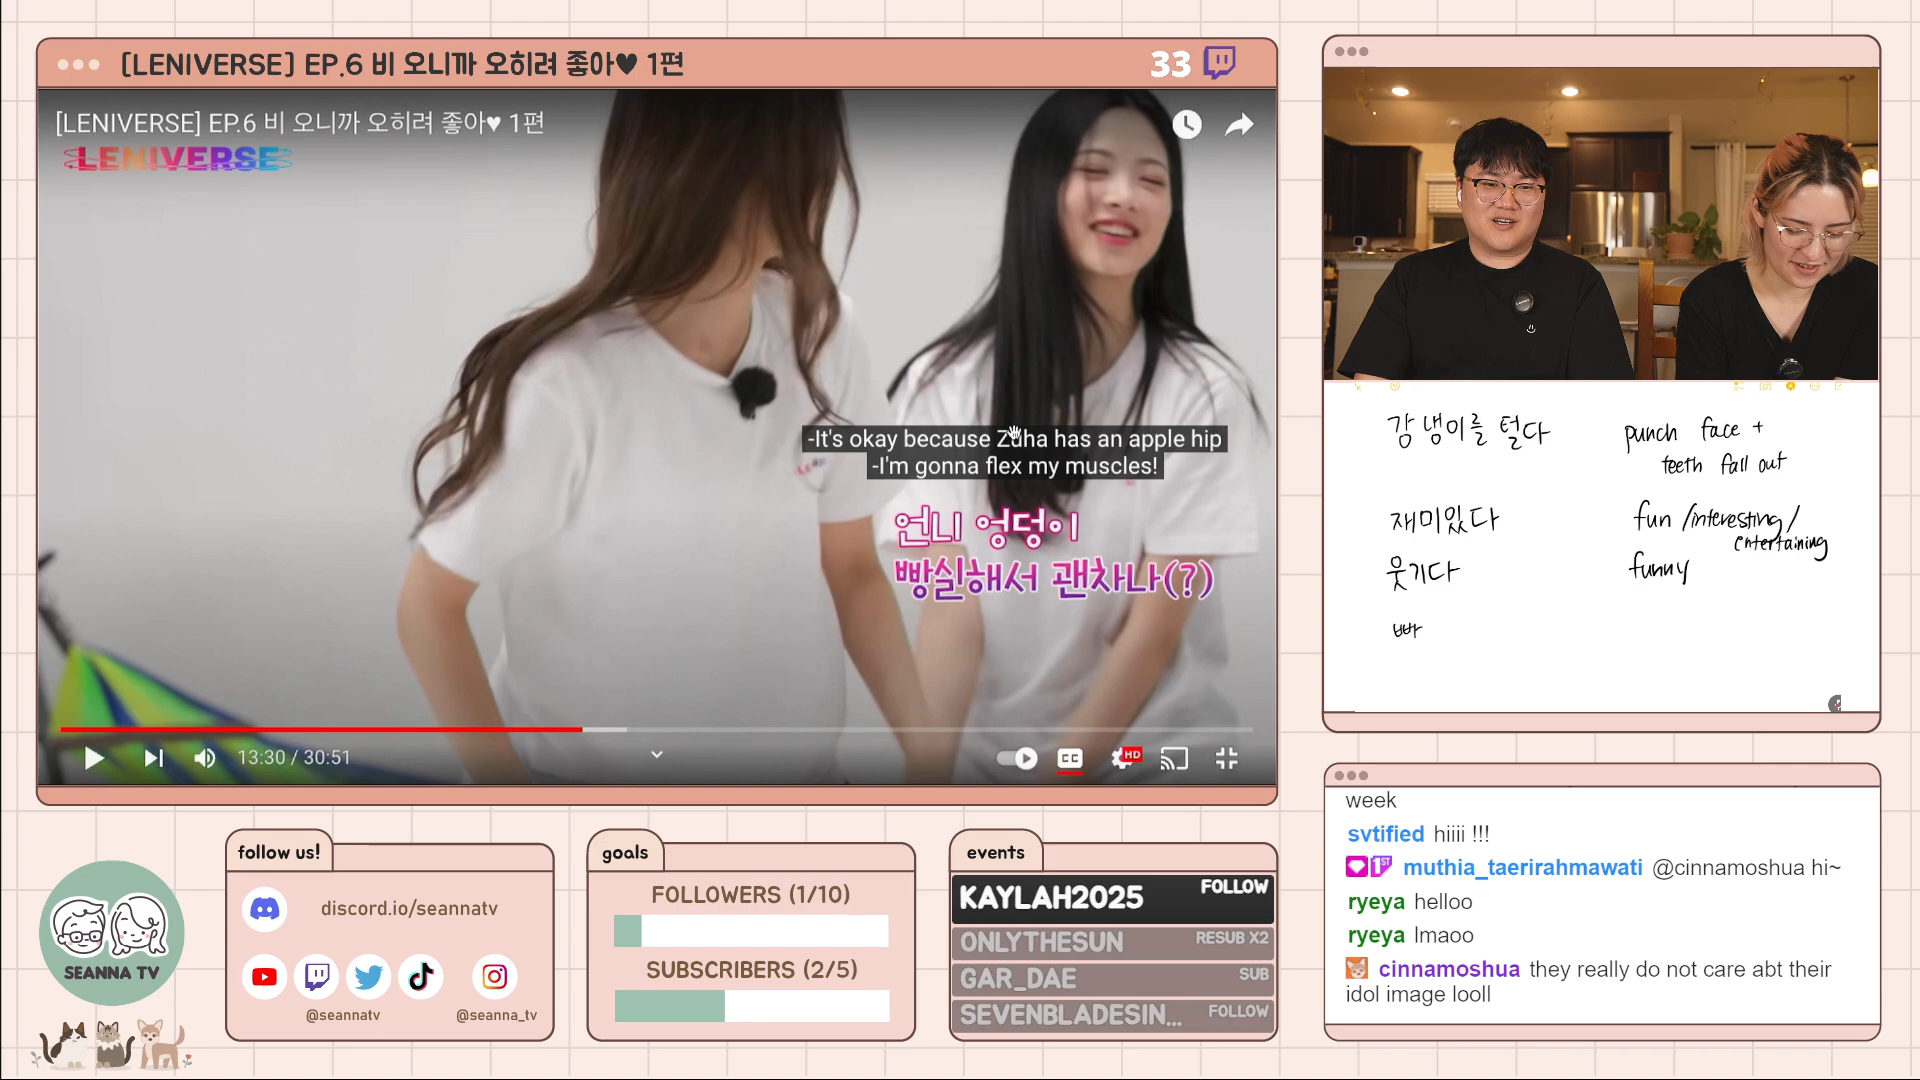 [LENIVERSE] EP.6 비 오니까 오히려 좋아♥ 1편
33
[LENIVERSE] EP.6 비 오니까 오히려 좋아♥ 1편
LENIVERSE
-It's okay because Zuha has an apple hip
-I'm gonna flex my muscles!
언니 엉덩이
빵실해서 괜차나(?)
13:30 / 30:51
CC
HD
강냉이를 털다
punch face +
teeth fall out
재미있다
fun / interesting /
entertaining
웃기다
funny
빠
follow us!
discord.io/seannatv
@seannatv
@seanna_tv
SEANNA TV
goals
FOLLOWERS (1/10)
SUBSCRIBERS (2/5)
events
KAYLAH2025 FOLLOW
ONLYTHESUN RESUB X2
GAR_DAE SUB
SEVENBLADESIN... FOLLOW
week
svtified hiiii !!!
1ST muthia_taerirahmawati @cinnamoshua hi~
ryeya helloo
ryeya lmaoo
cinnamoshua they really do not care abt their
idol image looll